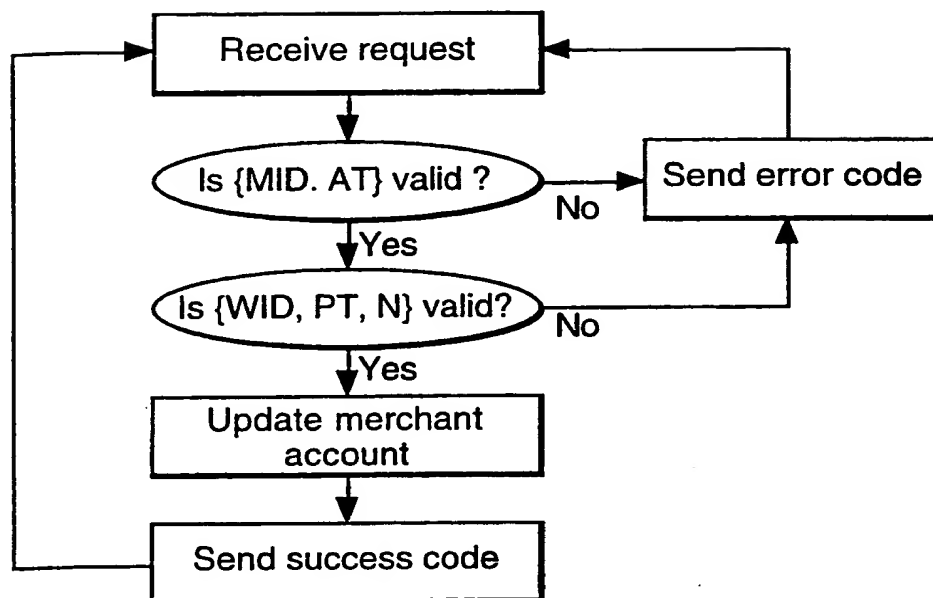 Receive request
Is {MID. AT} valid ?
No
Send error code
Yes
Is {WID, PT, N} valid?
No
Yes
Update merchant
account
Send success code